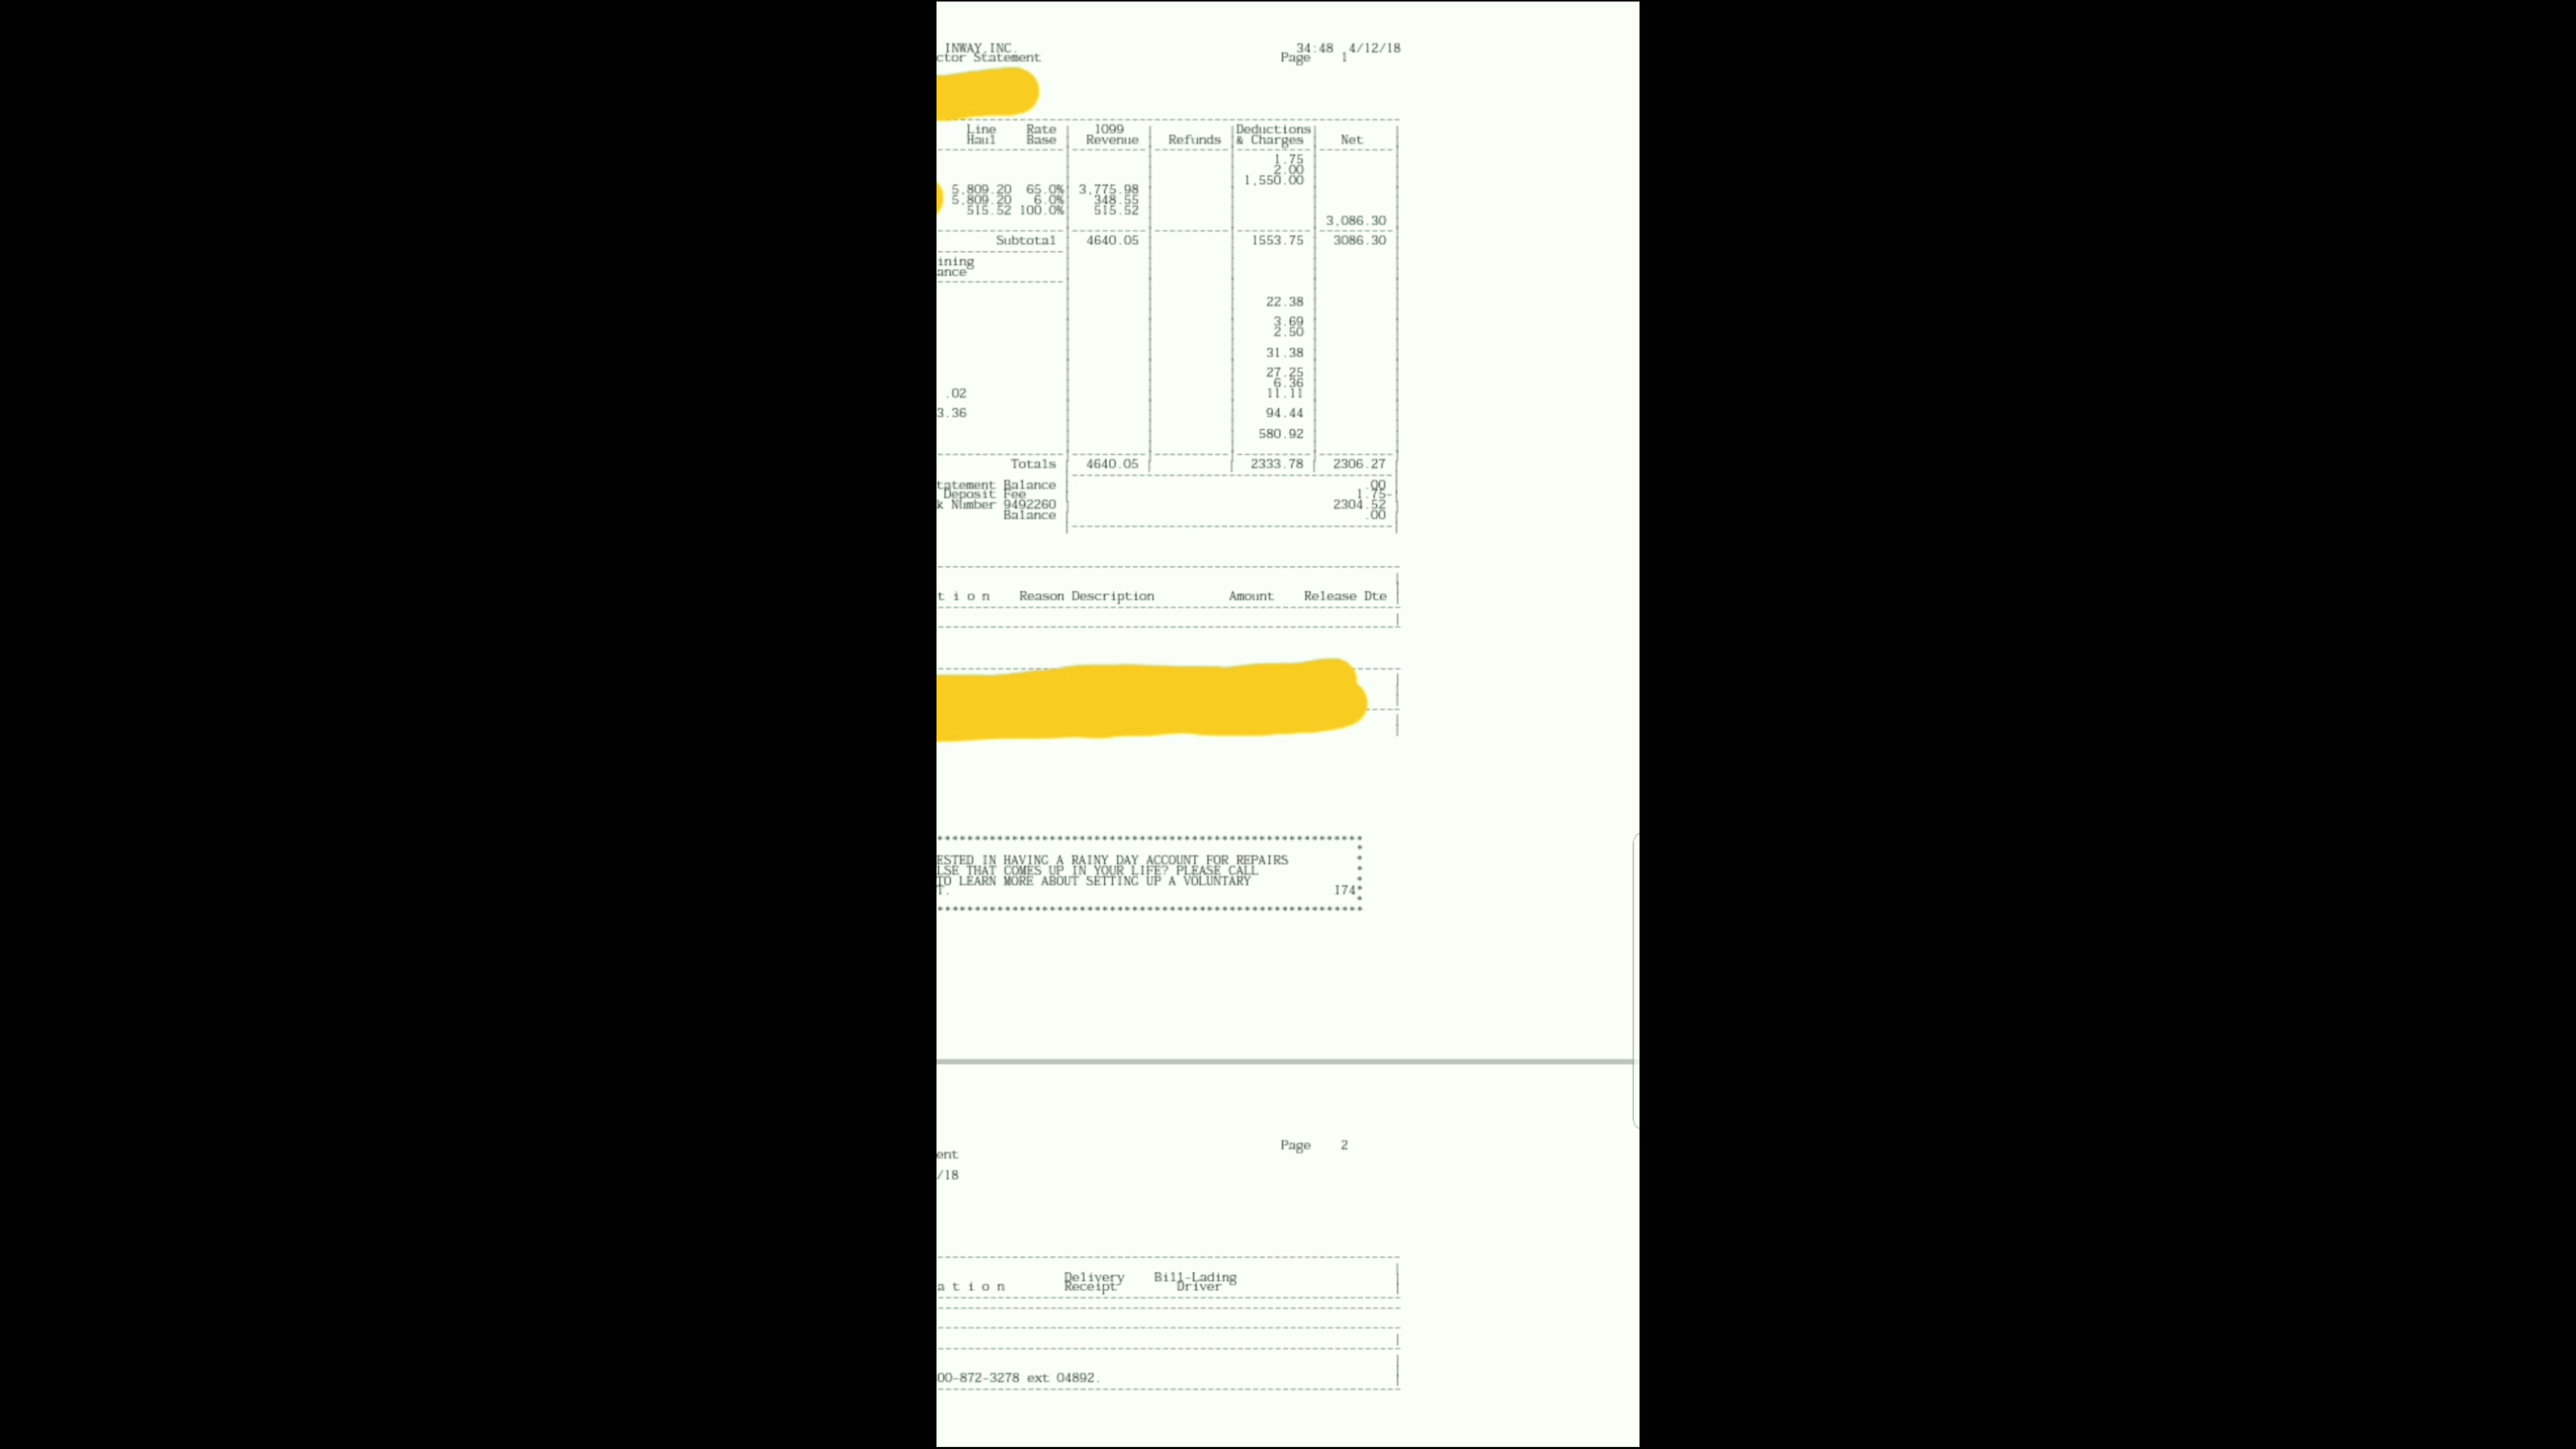 INWAY,INC. 34:48 4/12/18
ctor Statement Page 1
Line Rate 1099 Deductions
Haul Base Revenue Refunds & Charges Net
1.75
2.00
1,550.00
5,809.20 65.0% 3,775.98
5,809.20 6.0% 348.55
515.52 100.0% 515.52
3,086.30
Subtotal 4640.05 1553.75 3086.30
ining
ance
22.38
3.69
2.50
31.38
27.25
6.36
.02 11.11
3.36 94.44
580.92
Totals 4640.05 2333.78 2306.27
tatement Balance .00
Deposit Fee 1.75-
k Number 9492260 2304.52
Balance .00
t i o n Reason Description Amount Release Dte
ESTED IN HAVING A RAINY DAY ACCOUNT FOR REPAIRS
LSE THAT COMES UP IN YOUR LIFE? PLEASE CALL
TO LEARN MORE ABOUT SETTING UP A VOLUNTARY
T. 174*
Page 2
ent
/18
Delivery Bill-Lading
a t i o n Receipt Driver
00-872-3278 ext 04892.